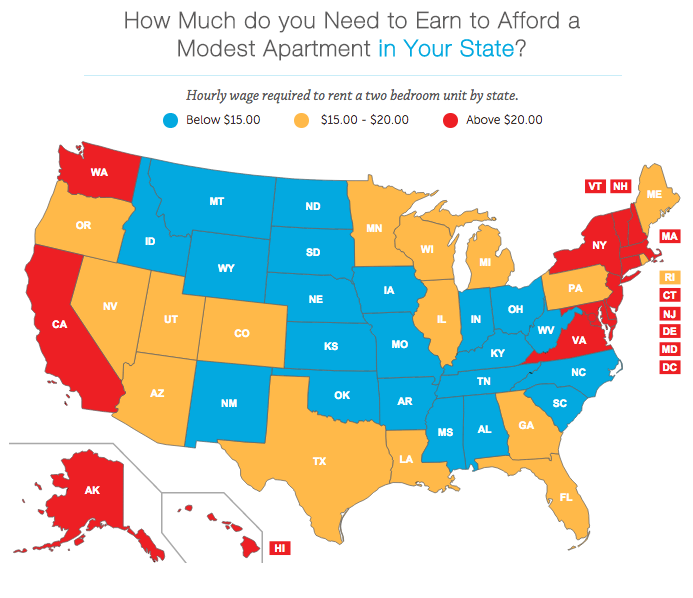 How Much do you Need to Earn to Afford a
Modest Apartment in Your State?
Hourly wage required to rent a two bedroom unit by state.
Below $15.00 $15.00 - $20.00 Above $20.00
WA
VT NH
ME
MT
ND
OR
MN
MA
ID
NY
WI
SD
MI
WY
RI
PA
IA
CT
NE
NV
OH
IL
IN
NJ
UT
CO
WV
DE
CA
VA
KS
MO
MD
KY
DC
NC
TN
AZ
OK
AR
NM
SC
GA
MS
AL
TX
LA
AK
FL
HI